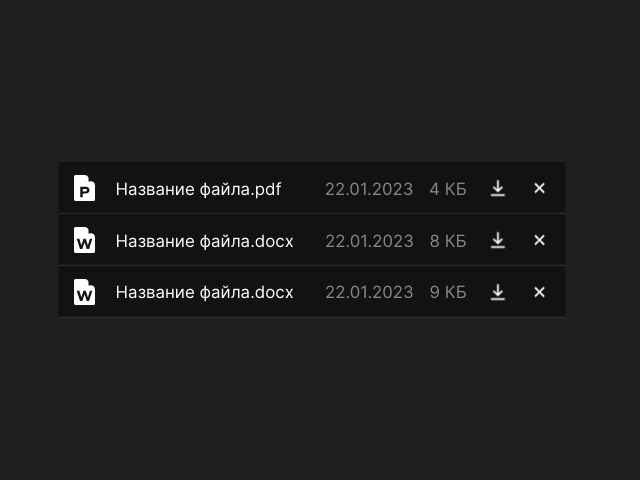 P Название файла.pdf 22.01.2023 4 КБ
W Название файла.docx 22.01.2023 8 КБ
W Название файла.docx 22.01.2023 9 КБ